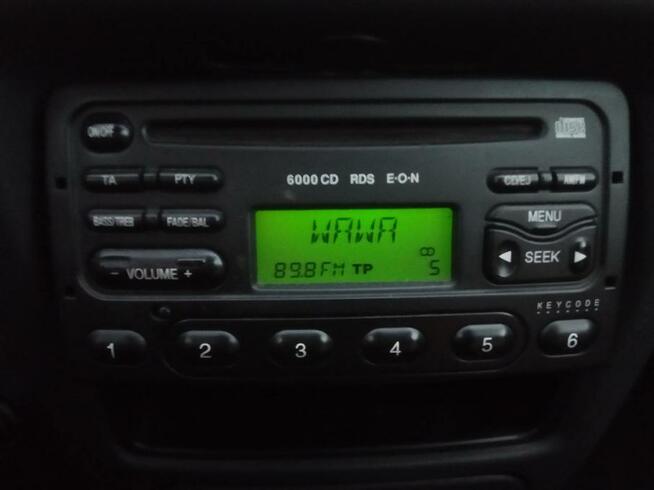 ON/OFF
disc
TA PTY 6000 CD RDS E·O·N CD/EJ AM/FM
BASS/TREB FADE/BAL WAWA MENU
- VOLUME + 89.8 FM TP 5 ◀ SEEK ▶
KEYCODE
1 2 3 4 5 6